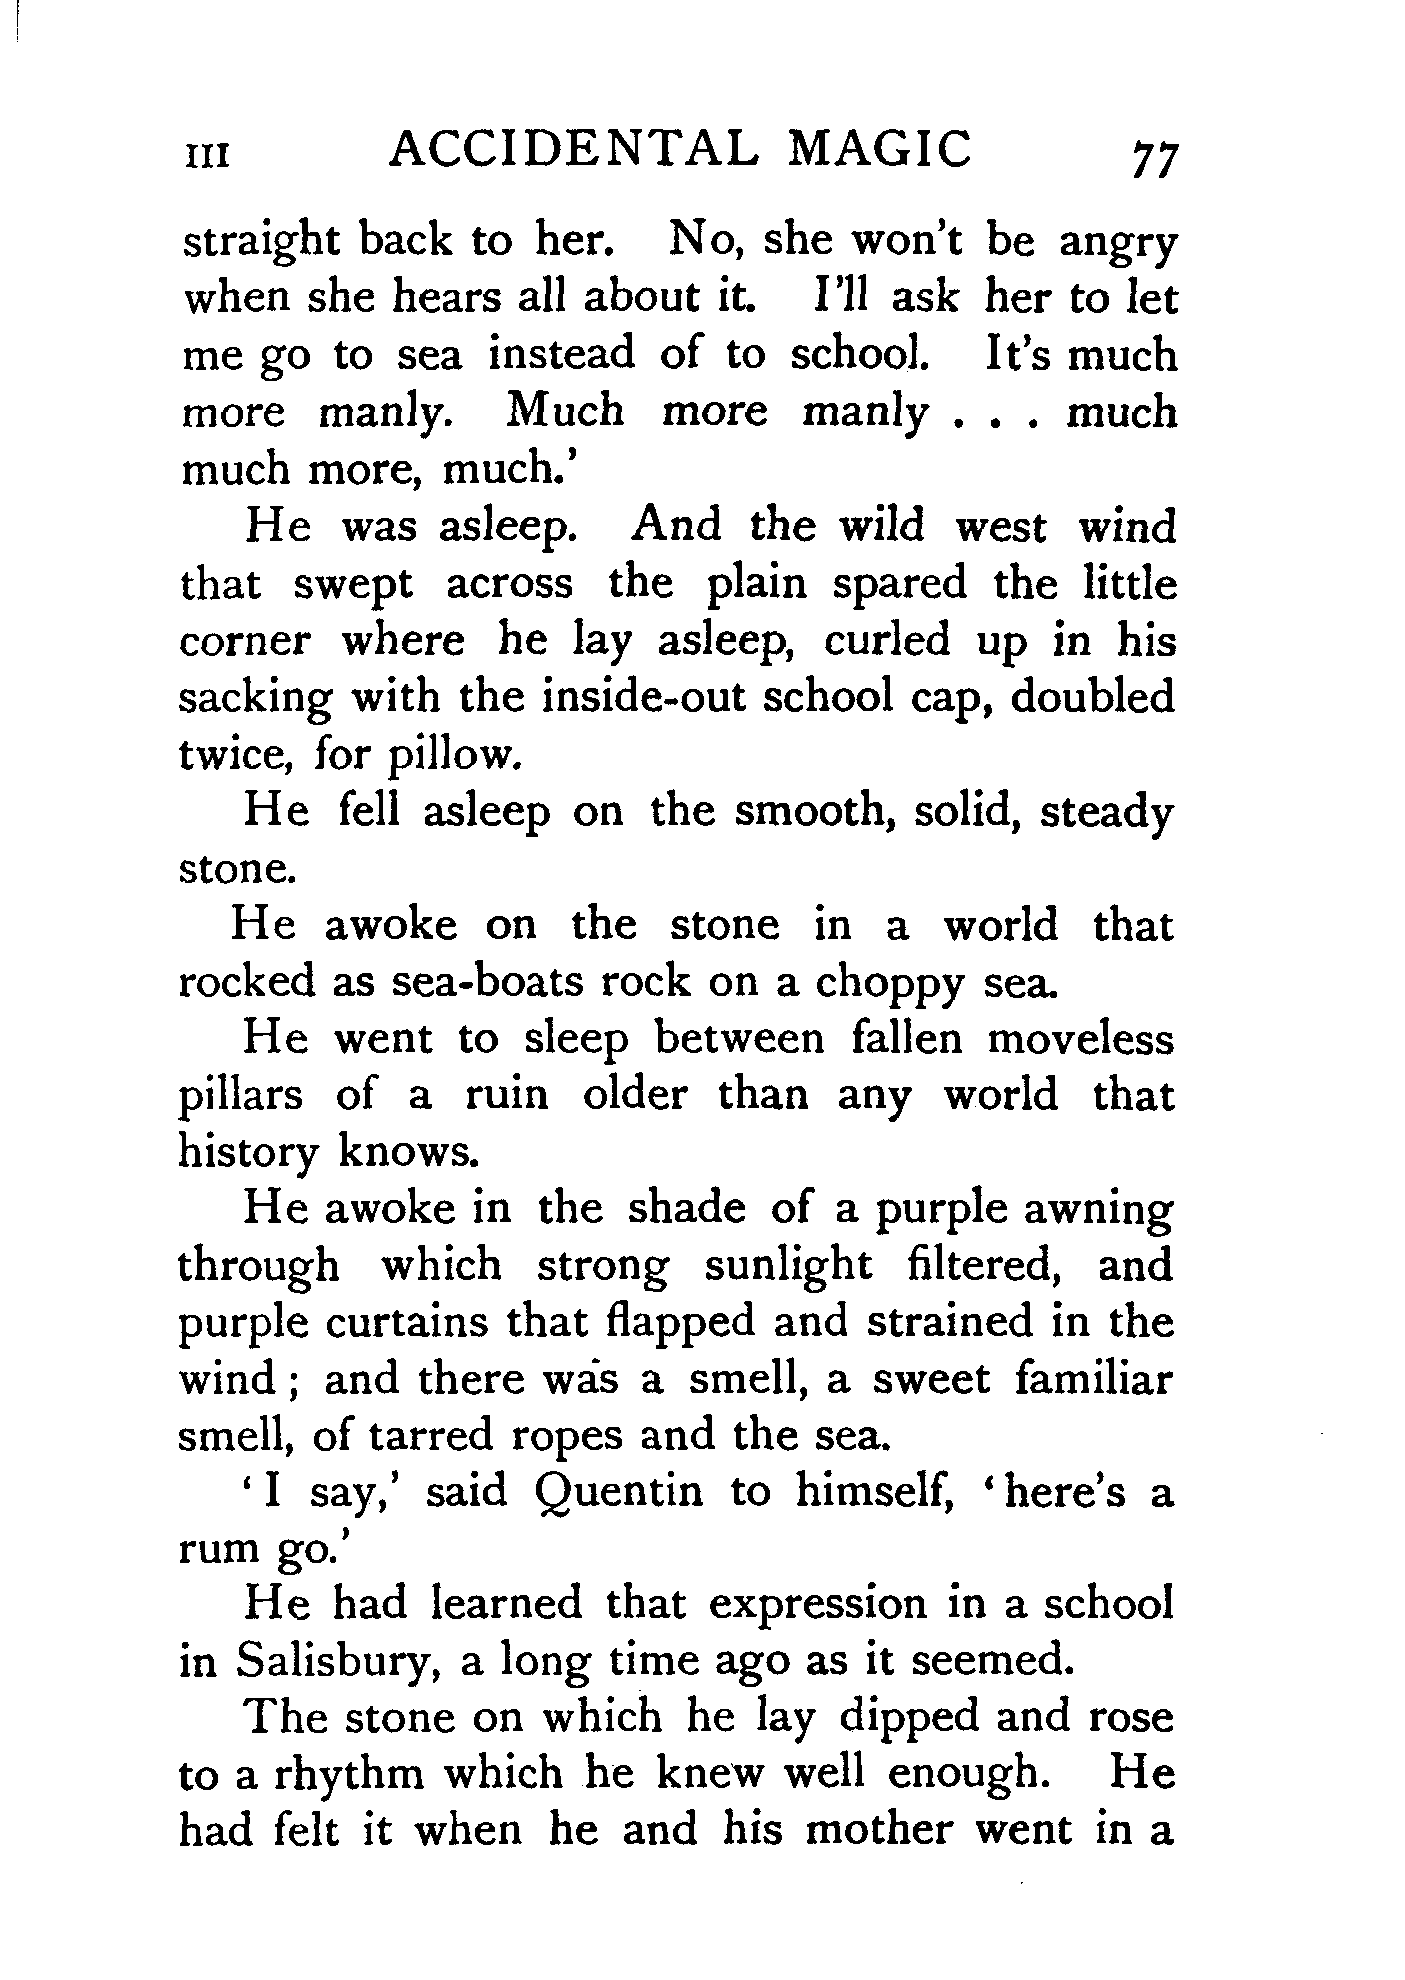 III ACCIDENTAL MAGIC 77
straight back to her. No, she won't be angry
when she hears all about it. I'll ask her to let
me go to sea instead of to school. It's much
more manly. Much more manly . . . much
much more, much.'
He was asleep. And the wild west wind
that swept across the plain spared the little
corner where he lay asleep, curled up in his
sacking with the inside-out school cap, doubled
twice, for pillow.
He fell asleep on the smooth, solid, steady
stone.
He awoke on the stone in a world that
rocked as sea-boats rock on a choppy sea.
He went to sleep between fallen moveless
pillars of a ruin older than any world that
history knows.
He awoke in the shade of a purple awning
through which strong sunlight filtered, and
purple curtains that flapped and strained in the
wind ; and there was a smell, a sweet familiar
smell, of tarred ropes and the sea.
' I say,' said Quentin to himself, ' here's a
rum go.'
He had learned that expression in a school
in Salisbury, a long time ago as it seemed.
The stone on which he lay dipped and rose
to a rhythm which he knew well enough. He
had felt it when he and his mother went in a